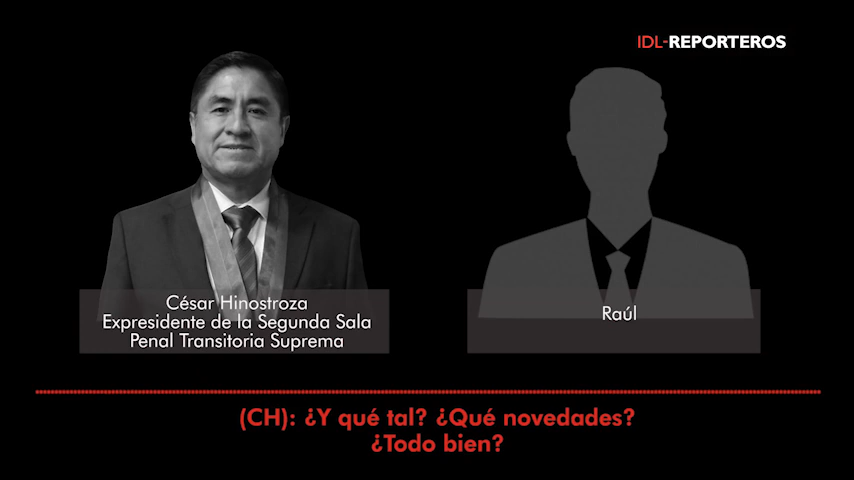 IDL-REPORTEROS
César Hinostroza
Expresidente de la Segunda Sala
Penal Transitoria Suprema
Raúl
(CH): ¿Y qué tal? ¿Qué novedades?
¿Todo bien?